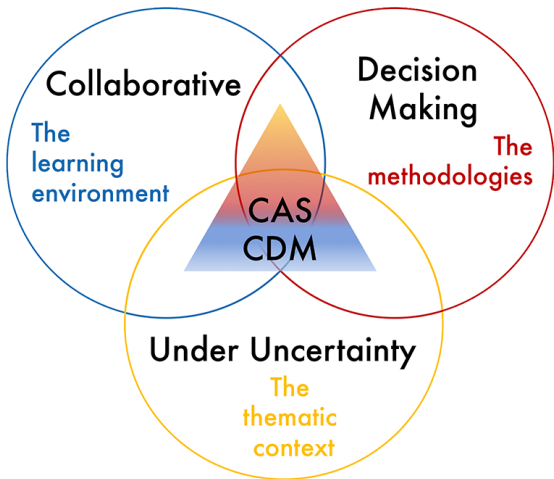 Collaborative
The
learning
environment
Decision
Making
The
methodologies
CAS
CDM
Under Uncertainty
The
thematic
context